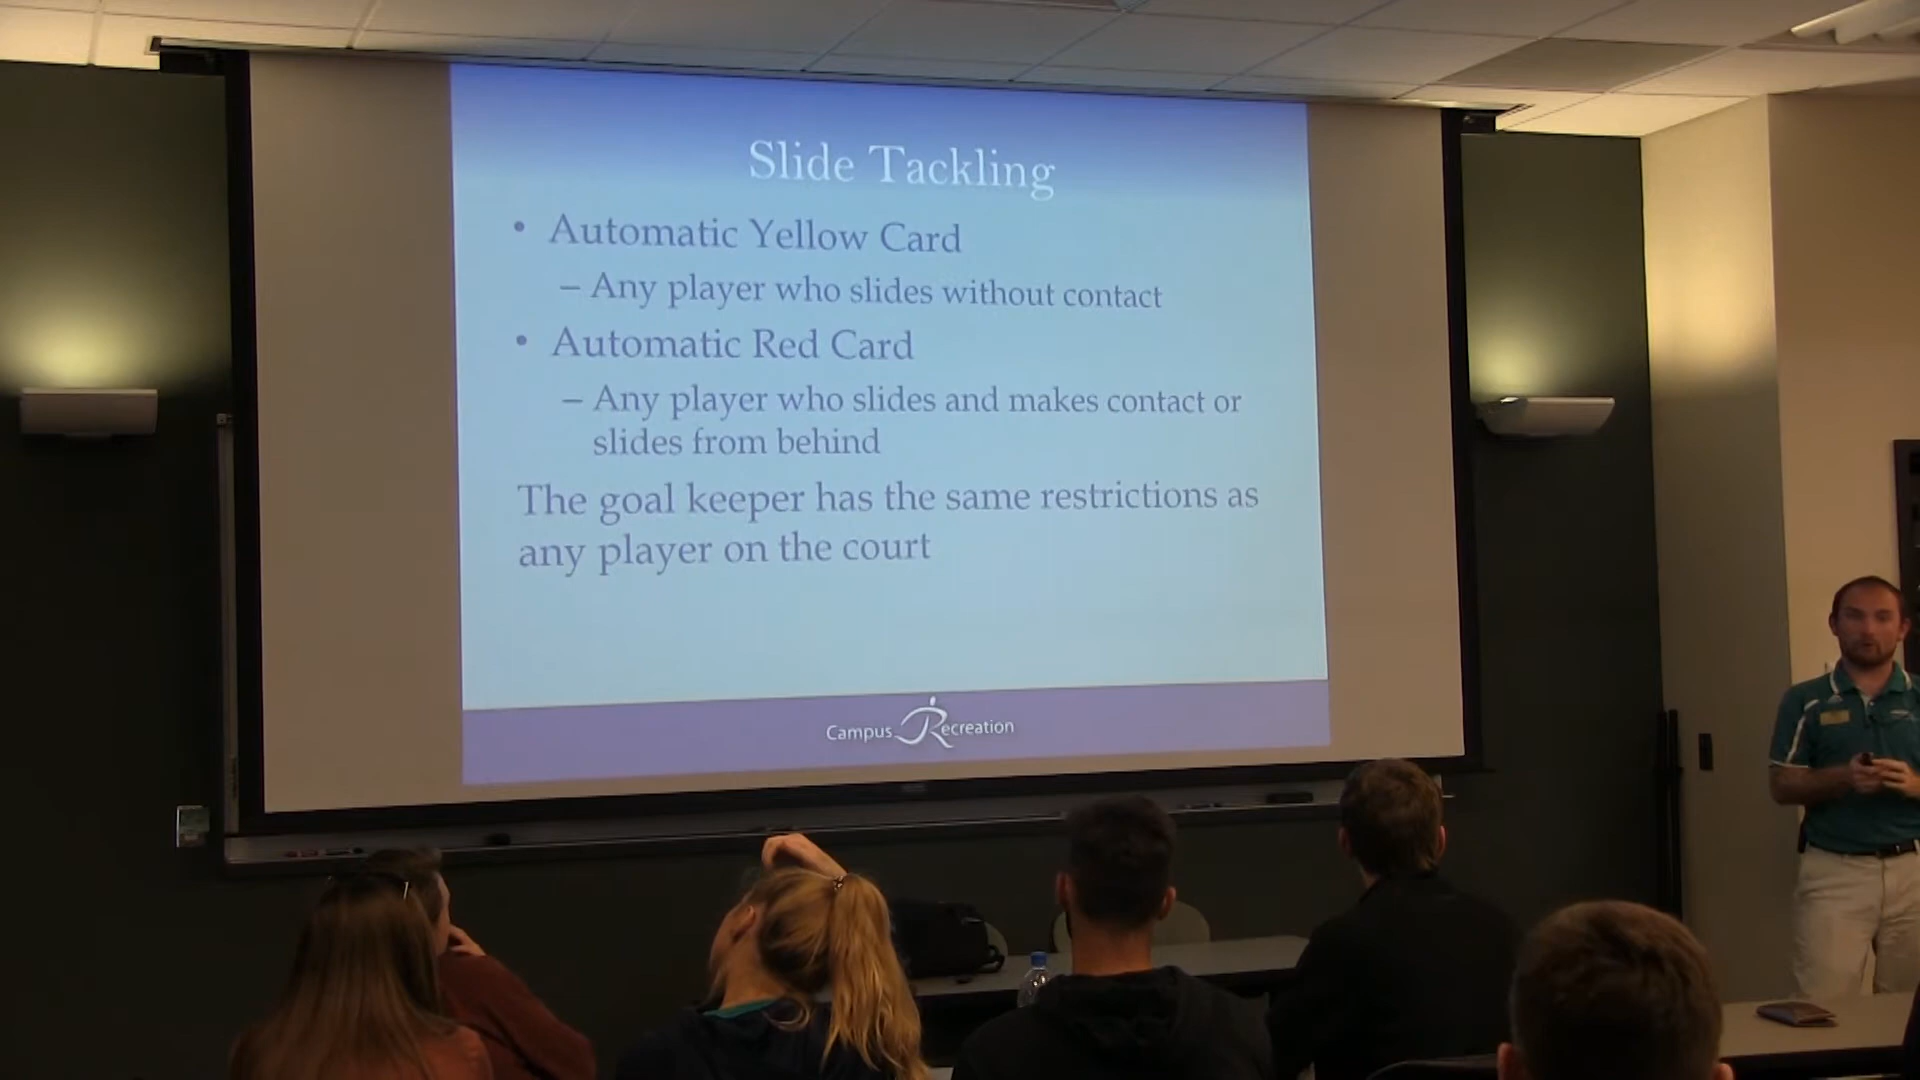 Slide Tackling
• Automatic Yellow Card
– Any player who slides without contact
• Automatic Red Card
– Any player who slides and makes contact or
slides from behind
The goal keeper has the same restrictions as
any player on the court
Campus Recreation